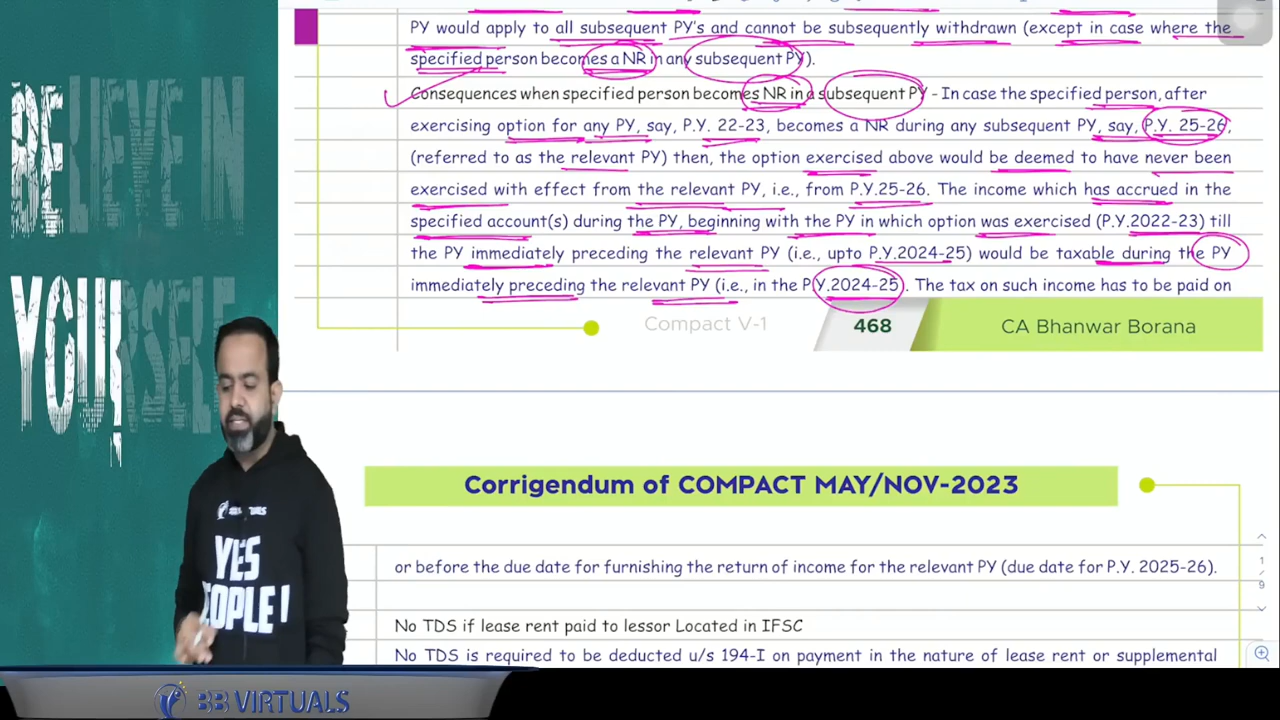 BELIEVE IN
YOURSELF
PY would apply to all subsequent PY's and cannot be subsequently withdrawn (except in case where the
specified person becomes a NR in any subsequent PY).
Consequences when specified person becomes NR in a subsequent PY - In case the specified person, after
exercising option for any PY, say, P.Y. 22-23, becomes a NR during any subsequent PY, say, P.Y. 25-26,
(referred to as the relevant PY) then, the option exercised above would be deemed to have never been
exercised with effect from the relevant PY, i.e., from P.Y.25-26. The income which has accrued in the
specified account(s) during the PY, beginning with the PY in which option was exercised (P.Y.2022-23) till
the PY immediately preceding the relevant PY (i.e., upto P.Y.2024-25) would be taxable during the PY
immediately preceding the relevant PY (i.e., in the P.Y.2024-25). The tax on such income has to be paid on
Compact V-1
468
CA Bhanwar Borana
Corrigendum of COMPACT MAY/NOV-2023
or before the due date for furnishing the return of income for the relevant PY (due date for P.Y. 2025-26).
No TDS if lease rent paid to lessor Located in IFSC
No TDS is required to be deducted u/s 194-I on payment in the nature of lease rent or supplemental
1
9
YES
PEOPLE!
BB VIRTUALS